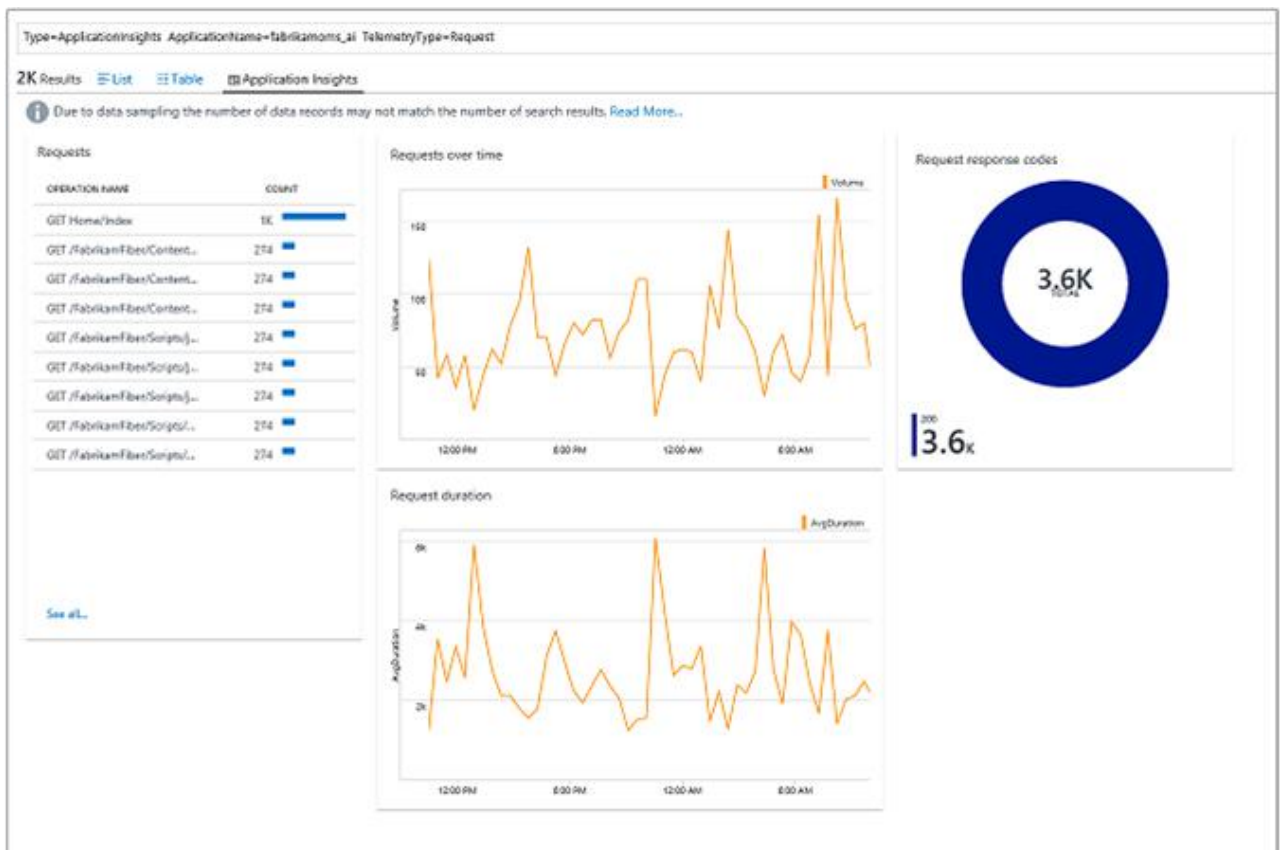 Type=ApplicationInsights ApplicationName=fabrikamoms_ai TelemetryType=Request
2K Results List Table Application Insights
Due to data sampling the number of data records may not match the number of search results. Read More...
Requests
OPERATION NAME COUNT
GET Home/Index 1K
GET /FabrikamFiber/Content... 274
GET /FabrikamFiber/Content... 274
GET /FabrikamFiber/Content... 274
GET /FabrikamFiber/Scripts/j... 274
GET /FabrikamFiber/Scripts/j... 274
GET /FabrikamFiber/Scripts/j... 274
GET /FabrikamFiber/Scripts/... 274
GET /FabrikamFiber/Scripts/... 274
See all...
Requests over time
Volume
150
100
50
Volume
12:00 PM 6:00 PM 12:00 AM 6:00 AM
Request duration
AvgDuration
6k
4k
2k
AvgDuration
12:00 PM 6:00 PM 12:00 AM 6:00 AM
Request response codes
3.6K
TOTAL
200
3.6K